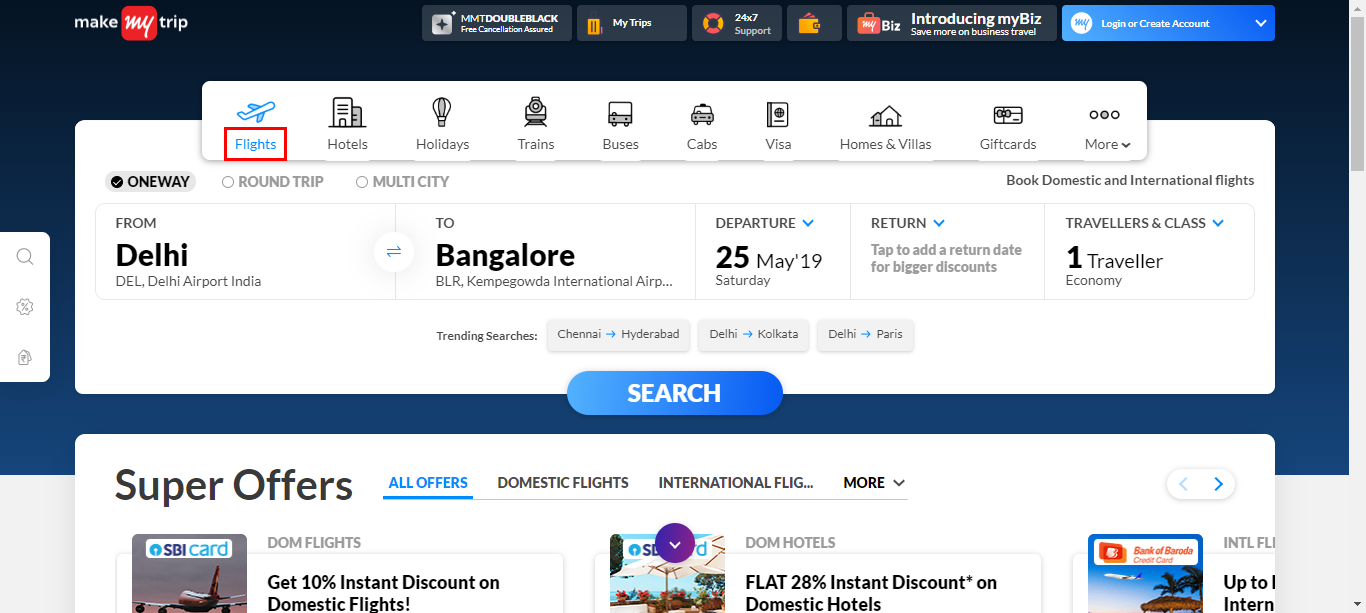 make my trip
MMTDOUBLEBLACK
Free Cancellation Assured
My Trips
24x7
Support
my Biz
Introducing myBiz
Save more on business travel
my
Login or Create Account
Flights
Hotels
Holidays
Trains
Buses
Cabs
Visa
Homes & Villas
Giftcards
More
ONEWAY
ROUND TRIP
MULTI CITY
Book Domestic and International flights
FROM
Delhi
DEL, Delhi Airport India
TO
Bangalore
BLR, Kempegowda International Airp...
DEPARTURE
25 May'19
Saturday
RETURN
Tap to add a return date
for bigger discounts
TRAVELLERS & CLASS
1 Traveller
Economy
Trending Searches:
Chennai → Hyderabad
Delhi → Kolkata
Delhi → Paris
SEARCH
Super Offers
ALL OFFERS
DOMESTIC FLIGHTS
INTERNATIONAL FLIG...
MORE
SBI card
DOM FLIGHTS
Get 10% Instant Discount on
Domestic Flights!
DOM HOTELS
FLAT 28% Instant Discount* on
Domestic Hotels
Bank of Baroda
Credit Card
INTL FLI
Up to
Intern